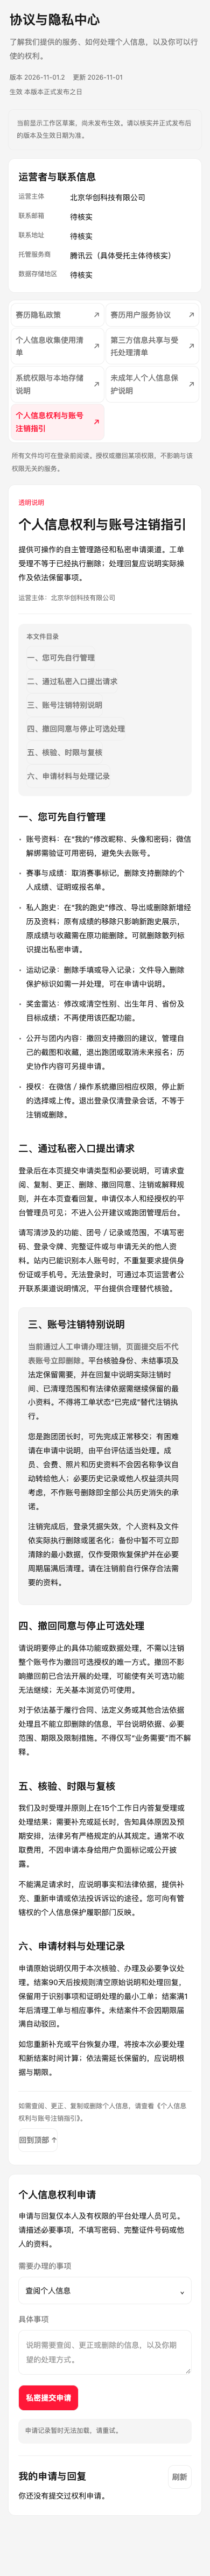 协议与隐私中心
了解我们提供的服务、如何处理个人信息，以及你可以行
使的权利。
版本 2026-11-01.2　更新 2026-11-01
生效 本版本正式发布之日
当前显示工作区草案，尚未发布生效。请以核实并正式发布后
的版本及生效日期为准。
运营者与联系信息
运营主体 北京华创科技有限公司
联系邮箱 待核实
联系地址 待核实
托管服务商 腾讯云（具体受托主体待核实）
数据存储地区 待核实
赛历隐私政策 ↗
赛历用户服务协议 ↗
个人信息收集使用清
单 ↗
第三方信息共享与受
托处理清单 ↗
系统权限与本地存储
说明 ↗
未成年人个人信息保
护说明 ↗
个人信息权利与账号
注销指引 ↗
所有文件均可在登录前阅读。授权或撤回某项权限，不影响与该
权限无关的服务。
透明说明
个人信息权利与账号注销指引
提供可操作的自主管理路径和私密申请渠道。工单
受理不等于已经执行删除；处理回复应说明实际操
作及依法保留事项。
运营主体：北京华创科技有限公司
本文件目录
一、您可先自行管理
二、通过私密入口提出请求
三、账号注销特别说明
四、撤回同意与停止可选处理
五、核验、时限与复核
六、申请材料与处理记录
一、您可先自行管理
· 账号资料：在“我的”修改昵称、头像和密码；微信
解绑需验证可用密码，避免失去账号。
· 赛事与成绩：取消赛事标记，删除支持删除的个
人成绩、证明或报名单。
· 私人跑史：在“我的跑史”修改、导出或删除新增经
历及资料；原有成绩的移除只影响新跑史展示，
原成绩与收藏需在原功能删除。可就删除散列标
识提出私密申请。
· 运动记录：删除手填或导入记录；文件导入删除
保护标识如需一并处理，可在申请中说明。
· 奖金雷达：修改或清空性别、出生年月、省份及
目标成绩；不再使用该匹配功能。
· 公开与团内内容：撤回支持撤回的建议，管理自
己的截图和收藏，退出跑团或取消未来报名；历
史协作内容可另提申请。
· 授权：在微信 / 操作系统撤回相应权限，停止新
的选择或上传。退出登录仅清登录会话，不等于
注销或删除。
二、通过私密入口提出请求
登录后在本页提交申请类型和必要说明，可请求查
阅、复制、更正、删除、撤回同意、注销或解释规
则，并在本页查看回复。申请仅本人和经授权的平
台管理员可见；不进入公开建议或跑团管理后台。
请写清涉及的功能、团号 / 记录或范围，不填写密
码、登录令牌、完整证件或与申请无关的他人资
料。站内已能识别本人账号时，不重复要求提供身
份证或手机号。无法登录时，可通过本页运营者公
开联系渠道说明情况，平台提供合理替代核验。
三、账号注销特别说明
当前通过人工申请办理注销，页面提交后不代
表账号立即删除。平台核验身份、未结事项及
法定保留需要，并在回复中说明实际注销时
间、已清理范围和有法律依据需继续保留的最
小资料。不得将工单状态“已完成”替代注销执
行。
您是跑团团长时，可先完成正常移交；有困难
请在申请中说明，由平台评估适当处理。成
员、会费、照片和历史资料不会因名称争议自
动转给他人；必要历史记录或他人权益须共同
考虑，不作账号删除即全部公共历史消失的承
诺。
注销完成后，登录凭据失效，个人资料及文件
依实际执行删除或匿名化；备份中暂不可立即
清除的最小数据，仅作受限恢复保护并在必要
周期届满后清理。请在注销前自行保存合法需
要的资料。
四、撤回同意与停止可选处理
请说明要停止的具体功能或数据处理，不需以注销
整个账号作为撤回可选授权的唯一方式。撤回不影
响撤回前已合法开展的处理，可能使有关可选功能
无法继续；无关基本浏览仍可使用。
对于依法基于履行合同、法定义务或其他合法依据
处理且不能立即删除的信息，平台说明依据、必要
范围、期限及限制措施。不得仅写“业务需要”而不解
释。
五、核验、时限与复核
我们及时受理并原则上在15个工作日内答复受理或
处理结果；需要补充或延长时，告知具体原因及预
期安排，法律另有严格规定的从其规定。通常不收
取费用，不因申请本身给用户负面标记或公开披
露。
不能满足请求时，应说明事实和法律依据，提供补
充、重新申请或依法投诉诉讼的途径。您可向有管
辖权的个人信息保护履职部门反映。
六、申请材料与处理记录
申请原始说明仅用于本次核验、办理及必要争议处
理。结案90天后按规则清空原始说明和处理回复，
保留用于识别事项和证明处理的最小工单；结案满1
年后清理工单与相应事件。未结案件不会因期限届
满自动驳回。
如您重新补充或平台恢复办理，将按本次必要处理
和新结案时间计算；依法需延长保留的，应说明根
据与期限。
如需查阅、更正、复制或删除个人信息，请查看《个人信息
权利与账号注销指引》。
回到顶部 ↑
个人信息权利申请
申请与回复仅本人及有权限的平台处理人员可见。
请描述必要事项，不填写密码、完整证件号码或他
人的资料。
需要办理的事项
查阅个人信息
具体事项
请说明需要查阅、更正或删除的信息，以及你期
望的处理方式。
私密提交申请
申请记录暂时无法加载，请重试。
我的申请与回复 刷新
你还没有提交过权利申请。